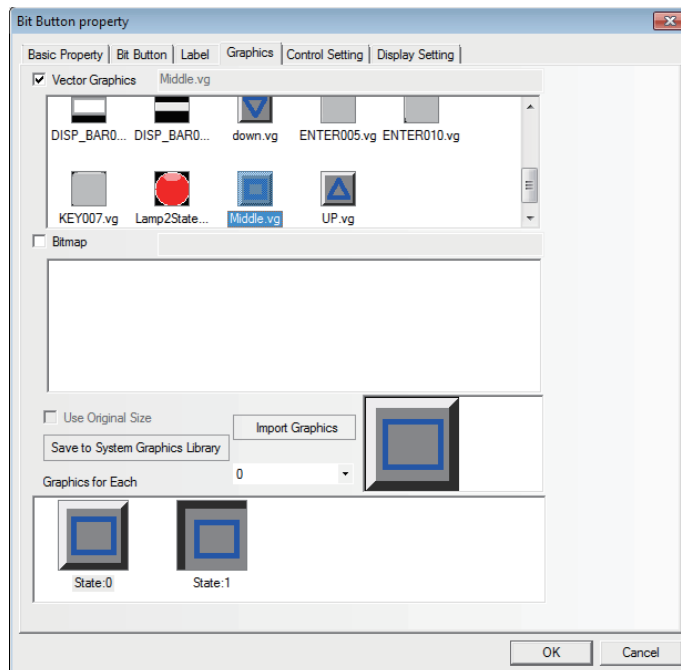 Bit Button property
Basic Property Bit Button Label Graphics Control Setting Display Setting
Vector Graphics Middle.vg
DISP_BAR0... DISP_BAR0... down.vg ENTER005.vg ENTER010.vg
KEY007.vg Lamp2State... Middle.vg UP.vg
Bitmap
Use Original Size
Import Graphics
Save to System Graphics Library
0
Graphics for Each
State:0 State:1
OK Cancel